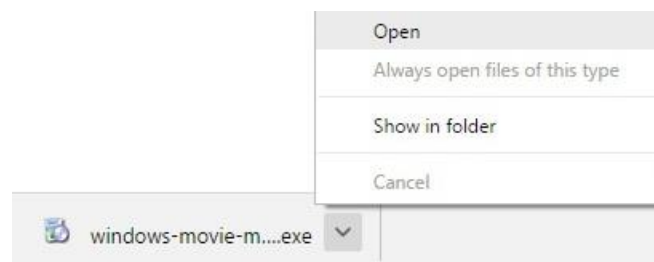 Open
Always open files of this type
Show in folder
Cancel
windows-movie-m....exe